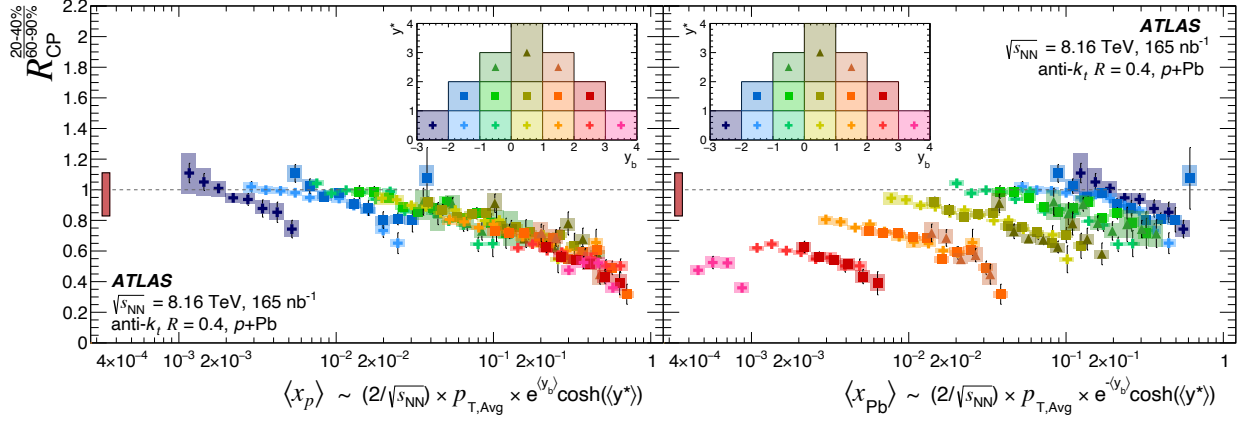 R_CP^{20-40%/60-90%}
2.2
2
1.8
1.6
1.4
1.2
1
0.8
0.6
0.4
0.2
0
y*
4
3
2
1
0
−3 −2 −1 0 1 2 3 4
y_b
ATLAS
√s_NN = 8.16 TeV, 165 nb⁻¹
anti-k_t R = 0.4, p+Pb
4×10⁻⁴ 10⁻³ 2×10⁻³ 10⁻² 2×10⁻² 10⁻¹ 2×10⁻¹ 1
⟨x_p⟩ ~ (2/√s_NN) × p_T,Avg × e^⟨y_b⟩cosh(⟨y*⟩)
y*
4
3
2
1
0
−3 −2 −1 0 1 2 3 4
y_b
ATLAS
√s_NN = 8.16 TeV, 165 nb⁻¹
anti-k_t R = 0.4, p+Pb
4×10⁻⁴ 10⁻³ 2×10⁻³ 10⁻² 2×10⁻² 10⁻¹ 2×10⁻¹ 1
⟨x_Pb⟩ ~ (2/√s_NN) × p_T,Avg × e^-⟨y_b⟩cosh(⟨y*⟩)